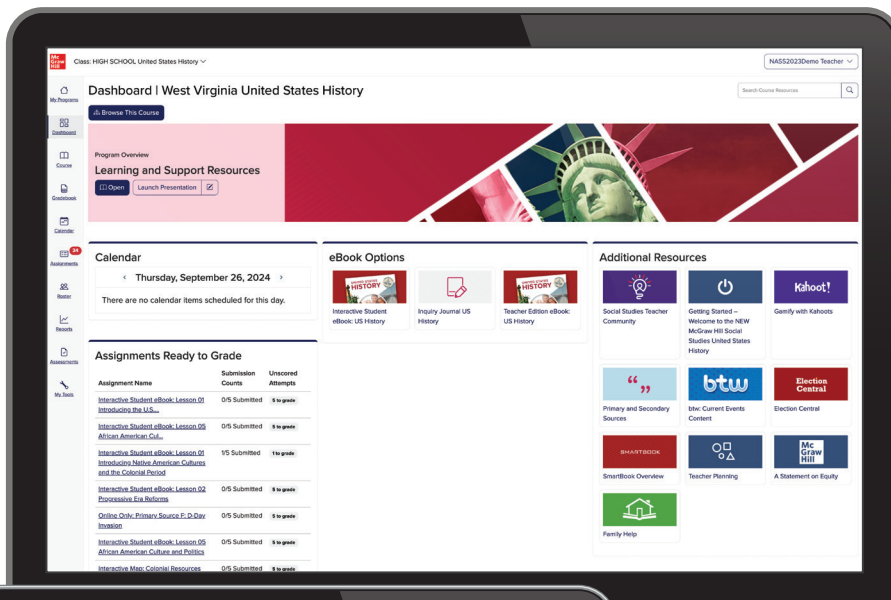 Mc
Graw
Hill
Class: HIGH SCHOOL United States History
NASS2023Demo Teacher
My Programs
Dashboard
Course
Gradebook
Calendar
34
Assignments
Roster
Reports
Assessments
My Tools
Dashboard | West Virginia United States History
Search Course Resources
Browse This Course
Program Overview
Learning and Support Resources
Open
Launch Presentation
Calendar
‹ Thursday, September 26, 2024 ›
There are no calendar items scheduled for this day.
Assignments Ready to Grade
Assignment Name
Submission
Counts
Unscored
Attempts
Interactive Student eBook: Lesson 01
Introducing the U.S....
0/5 Submitted
5 to grade
Interactive Student eBook: Lesson 05
African American Cul...
0/5 Submitted
5 to grade
Interactive Student eBook: Lesson 01
Introducing Native American Cultures
and the Colonial Period
1/5 Submitted
1 to grade
Interactive Student eBook: Lesson 02
Progressive Era Reforms
0/5 Submitted
5 to grade
Online Only: Primary Source F: D-Day
Invasion
0/5 Submitted
5 to grade
Interactive Student eBook: Lesson 05
African American Culture and Politics
0/5 Submitted
5 to grade
Interactive Map: Colonial Resources
0/5 Submitted
5 to grade
eBook Options
UNITED STATES
HISTORY
Interactive Student
eBook: US History
Inquiry Journal US
History
UNITED STATES
HISTORY
Teacher Edition eBook:
US History
Additional Resources
Social Studies Teacher
Community
Getting Started –
Welcome to the NEW
McGraw Hill Social
Studies United States
History
Kahoot!
Gamify with Kahoots
Primary and Secondary
Sources
btw
btw: Current Events
Content
Election
Central
Election Central
SMARTBOOK
SmartBook Overview
Teacher Planning
Mc
Graw
Hill
A Statement on Equity
Family Help